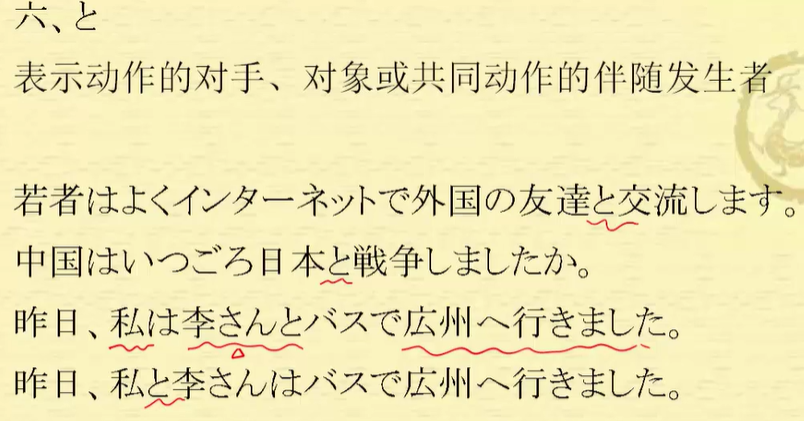 六、と
表示动作的对手、对象或共同动作的伴随发生者
若者はよくインターネットで外国の友達と交流します。
中国はいつごろ日本と戦争しましたか。
昨日、私は李さんとバスで広州へ行きました。
昨日、私と李さんはバスで広州へ行きました。